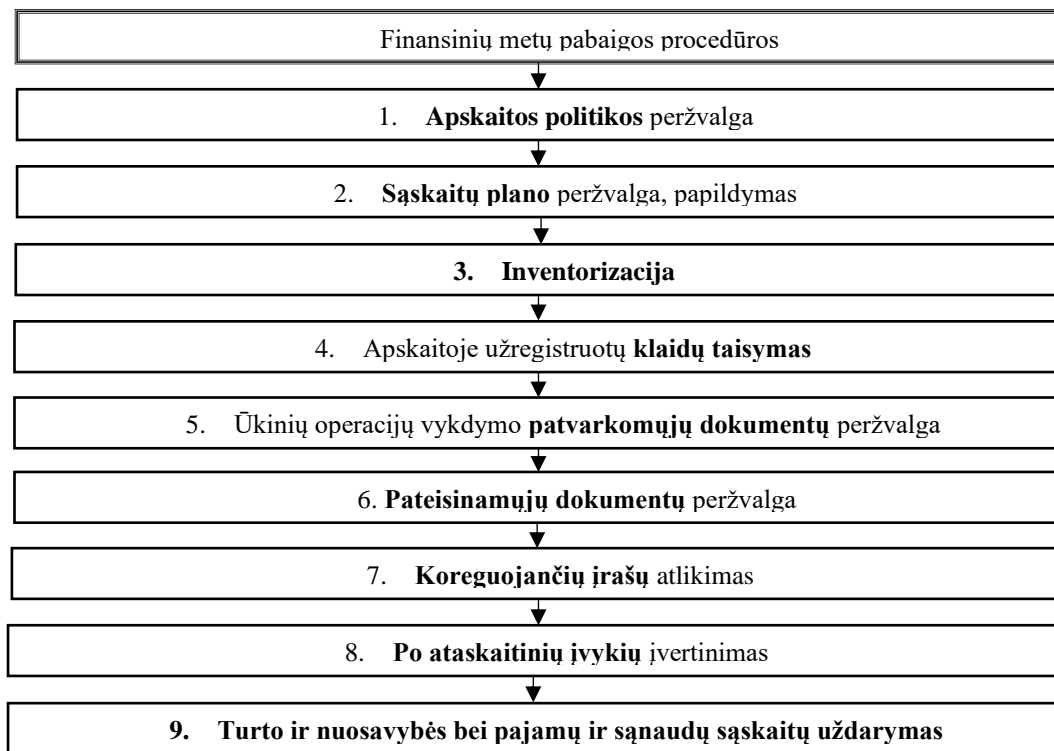 Finansinių metų pabaigos procedūros
1. Apskaitos politikos peržvalga
2. Sąskaitų plano peržvalga, papildymas
3. Inventorizacija
4. Apskaitoje užregistruotų klaidų taisymas
5. Ūkinių operacijų vykdymo patvarkomųjų dokumentų peržvalga
6. Pateisinamųjų dokumentų peržvalga
7. Koreguojančių įrašų atlikimas
8. Po ataskaitinių įvykių įvertinimas
9. Turto ir nuosavybės bei pajamų ir sąnaudų sąskaitų uždarymas